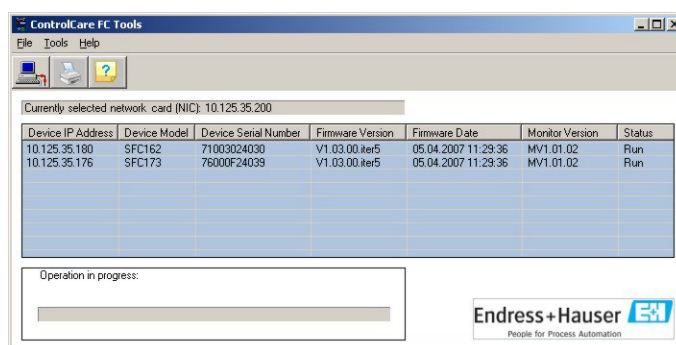 ControlCare FC Tools
File Tools Help
Currently selected network card (NIC): 10.125.35.200
Device IP Address Device Model Device Serial Number Firmware Version Firmware Date Monitor Version Status
10.125.35.180 SFC162 71003024030 V1.03.00.iter5 05.04.2007 11:29:36 MV1.01.02 Run
10.125.35.176 SFC173 76000F24039 V1.03.00.iter5 05.04.2007 11:29:36 MV1.01.02 Run
Operation in progress:
Endress+Hauser EH
People for Process Automation